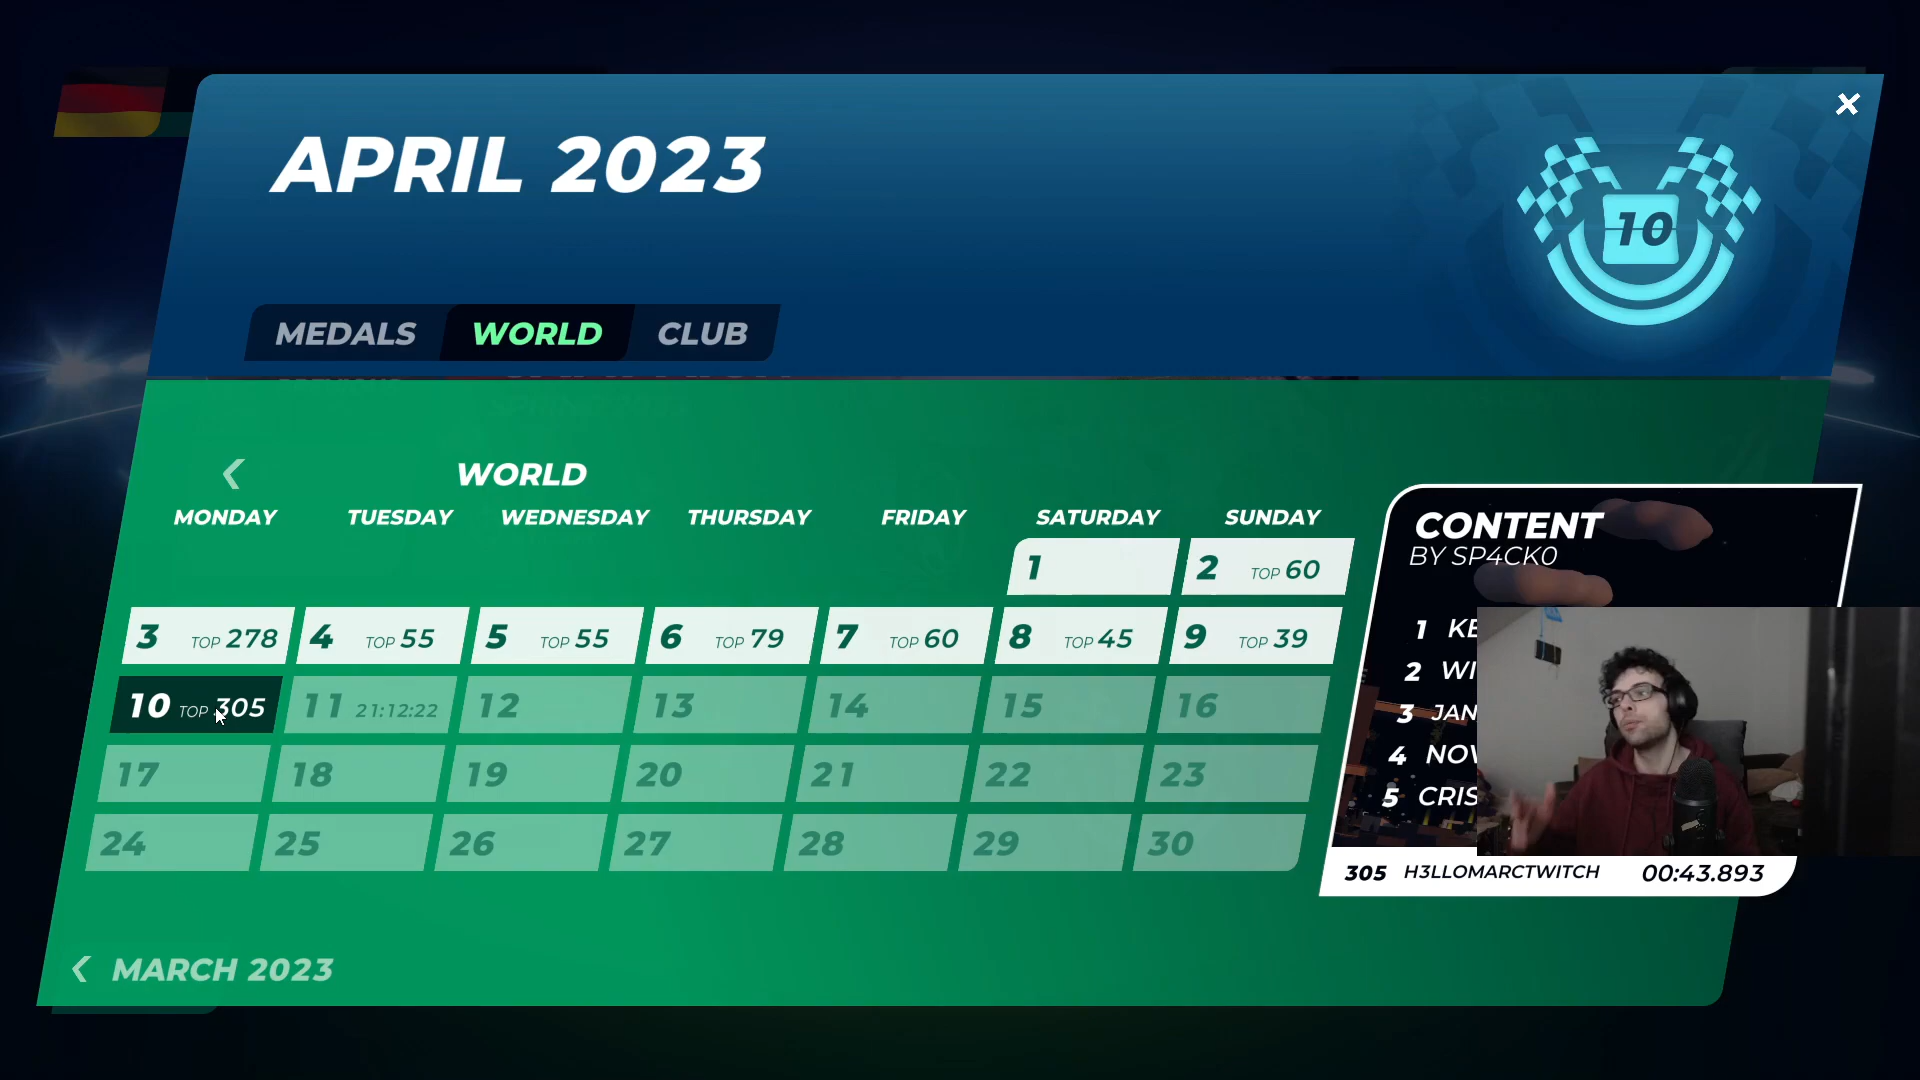 APRIL 2023
10
MEDALS WORLD CLUB
WORLD
MONDAY TUESDAY WEDNESDAY THURSDAY FRIDAY SATURDAY SUNDAY
1 2 TOP 60
3 TOP 278 4 TOP 55 5 TOP 55 6 TOP 79 7 TOP 60 8 TOP 45 9 TOP 39
10 TOP 305 11 21:12:22 12 13 14 15 16
17 18 19 20 21 22 23
24 25 26 27 28 29 30
MARCH 2023
CONTENT
BY SP4CK0
1 KE
2 WI
3 JAN
4 NOV
5 CRIS
305 H3LLOMARCTWITCH 00:43.893